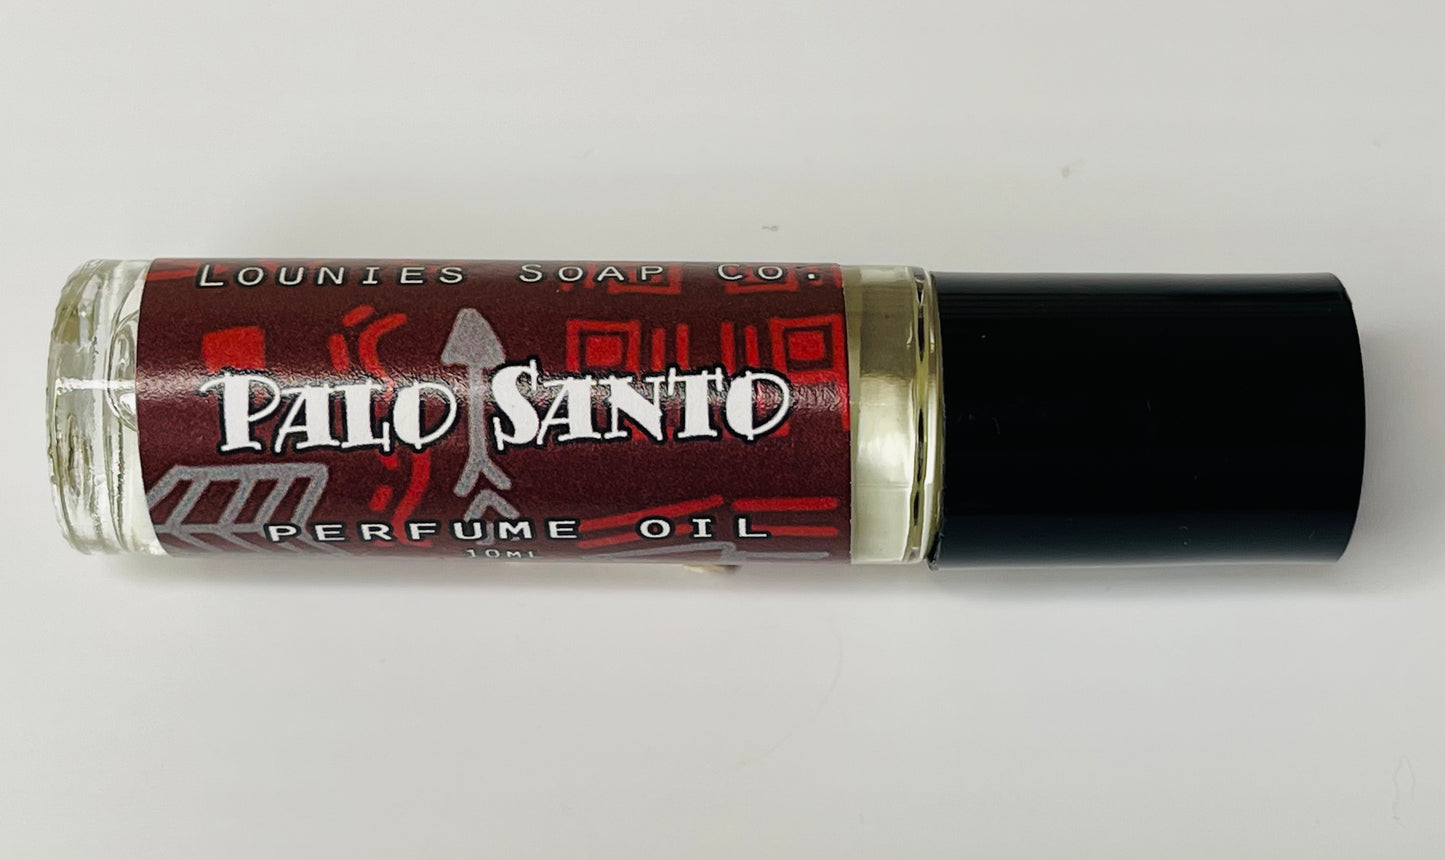 Lounies Soap Co.
Palo Santo
PERFUME OIL
10ML